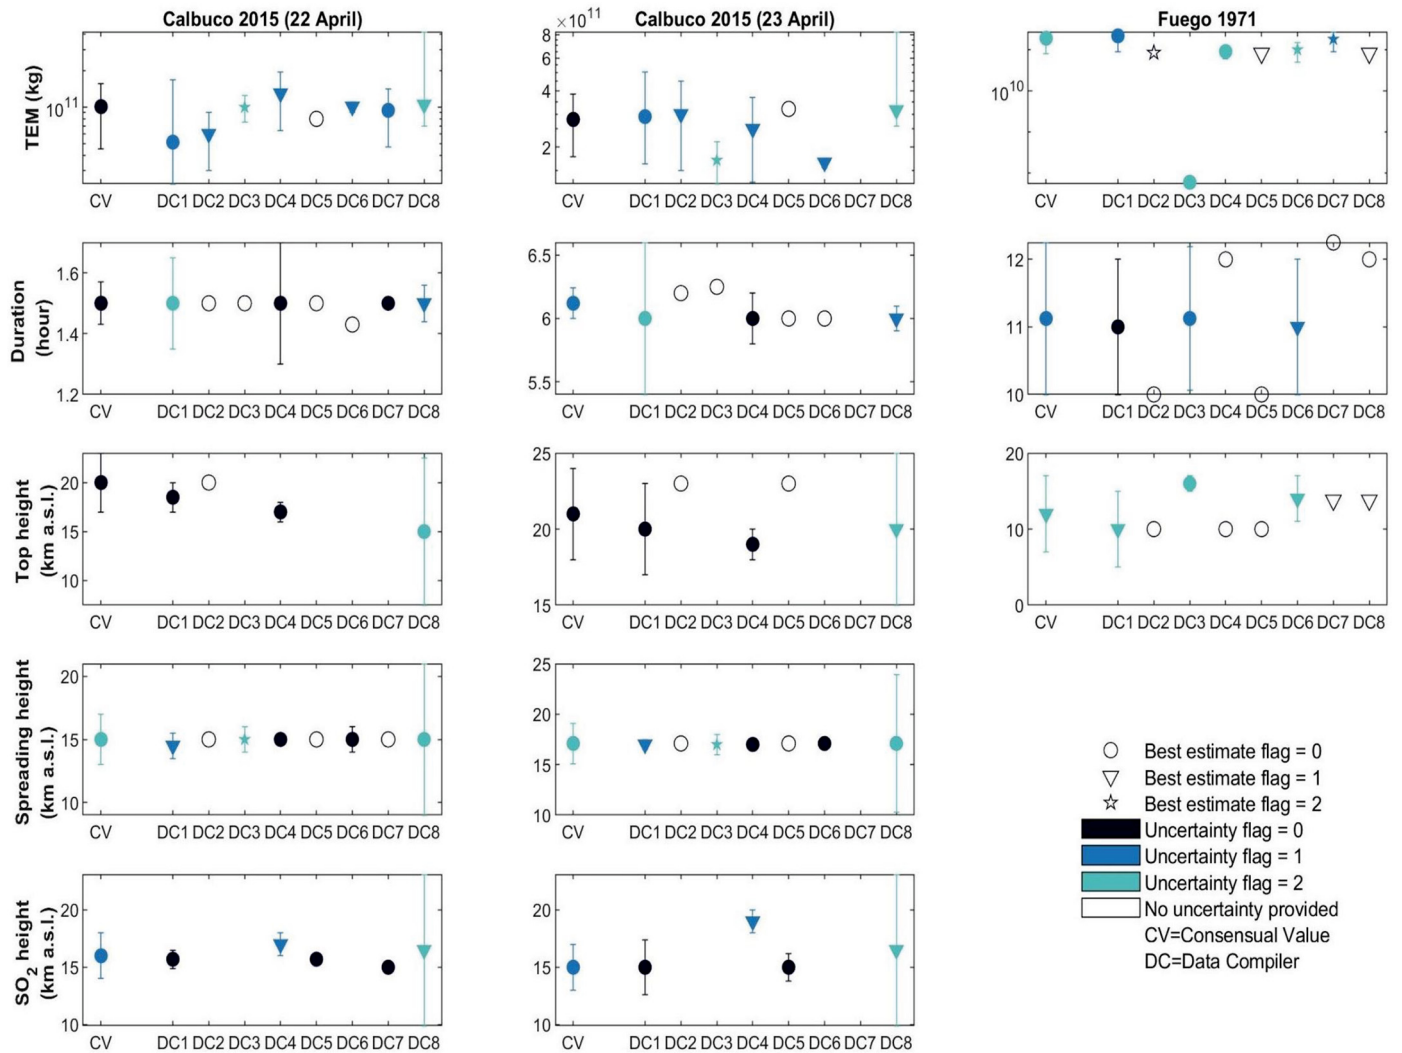 Calbuco 2015 (22 April)
Calbuco 2015 (23 April)
Fuego 1971
TEM (kg)
10^11
CV DC1 DC2 DC3 DC4 DC5 DC6 DC7 DC8
×10^11
8
6
4
2
CV DC1 DC2 DC3 DC4 DC5 DC6 DC7 DC8
10^10
CV DC1 DC2 DC3 DC4 DC5 DC6 DC7 DC8
Duration
(hour)
1.6
1.4
1.2
CV DC1 DC2 DC3 DC4 DC5 DC6 DC7 DC8
6.5
6
5.5
CV DC1 DC2 DC3 DC4 DC5 DC6 DC7 DC8
12
11
10
CV DC1 DC2 DC3 DC4 DC5 DC6 DC7 DC8
Top height
(km a.s.l.)
20
15
10
CV DC1 DC2 DC3 DC4 DC5 DC6 DC7 DC8
25
20
15
CV DC1 DC2 DC3 DC4 DC5 DC6 DC7 DC8
20
10
0
CV DC1 DC2 DC3 DC4 DC5 DC6 DC7 DC8
Spreading height
(km a.s.l.)
20
15
10
CV DC1 DC2 DC3 DC4 DC5 DC6 DC7 DC8
25
20
15
10
CV DC1 DC2 DC3 DC4 DC5 DC6 DC7 DC8
SO2 height
(km a.s.l.)
20
15
10
CV DC1 DC2 DC3 DC4 DC5 DC6 DC7 DC8
20
15
10
CV DC1 DC2 DC3 DC4 DC5 DC6 DC7 DC8
Best estimate flag = 0
Best estimate flag = 1
Best estimate flag = 2
Uncertainty flag = 0
Uncertainty flag = 1
Uncertainty flag = 2
No uncertainty provided
CV=Consensual Value
DC=Data Compiler